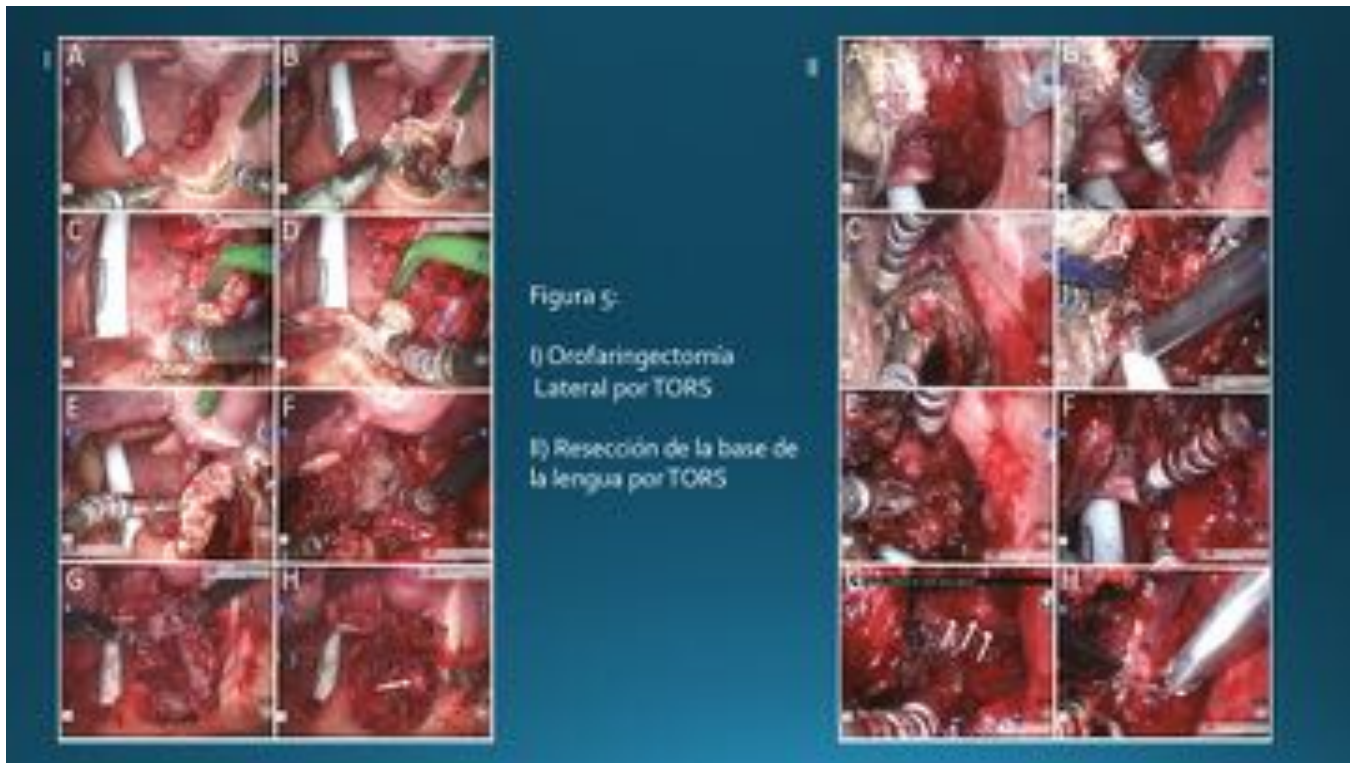 I
A
B
C
D
E
F
G
H
Figura 5:
I) Orofaringectomía
Lateral por TORS
II) Resección de la base de
la lengua por TORS
II
A
B
C
E
F
G
H